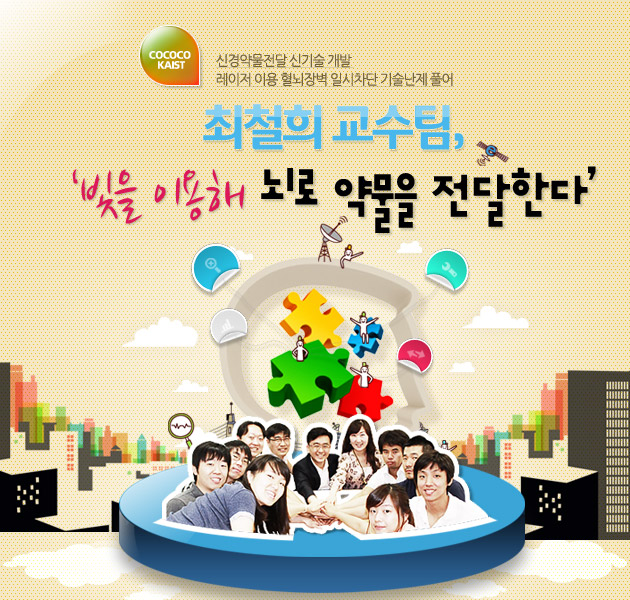 COCOCO
KAIST
신경약물전달 신기술 개발
레이저 이용 혈뇌장벽 일시차단 기술난제 풀어
최철희 교수팀,
‘빛을 이용해 뇌로 약물을 전달한다’